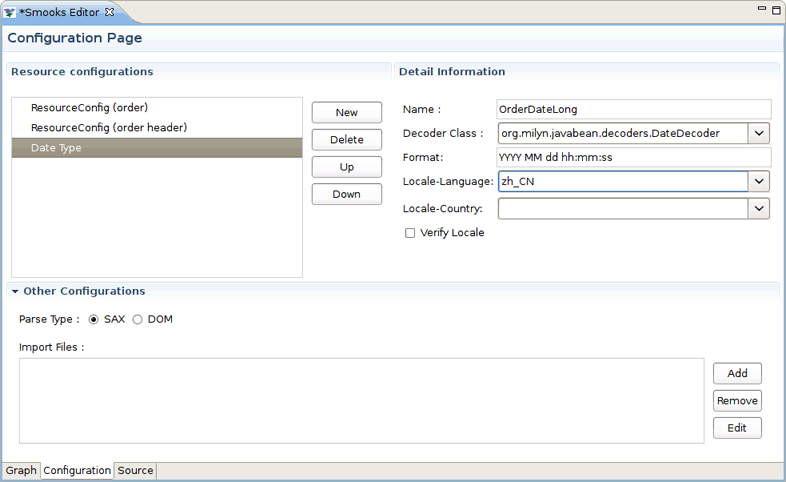 *Smooks Editor
Configuration Page
Resource configurations
ResourceConfig (order)
ResourceConfig (order header)
Date Type
New
Delete
Up
Down
Detail Information
Name : OrderDateLong
Decoder Class : org.milyn.javabean.decoders.DateDecoder
Format: YYYY MM dd hh:mm:ss
Locale-Language: zh_CN
Locale-Country:
Verify Locale
Other Configurations
Parse Type : SAX DOM
Import Files :
Add
Remove
Edit
Graph Configuration Source